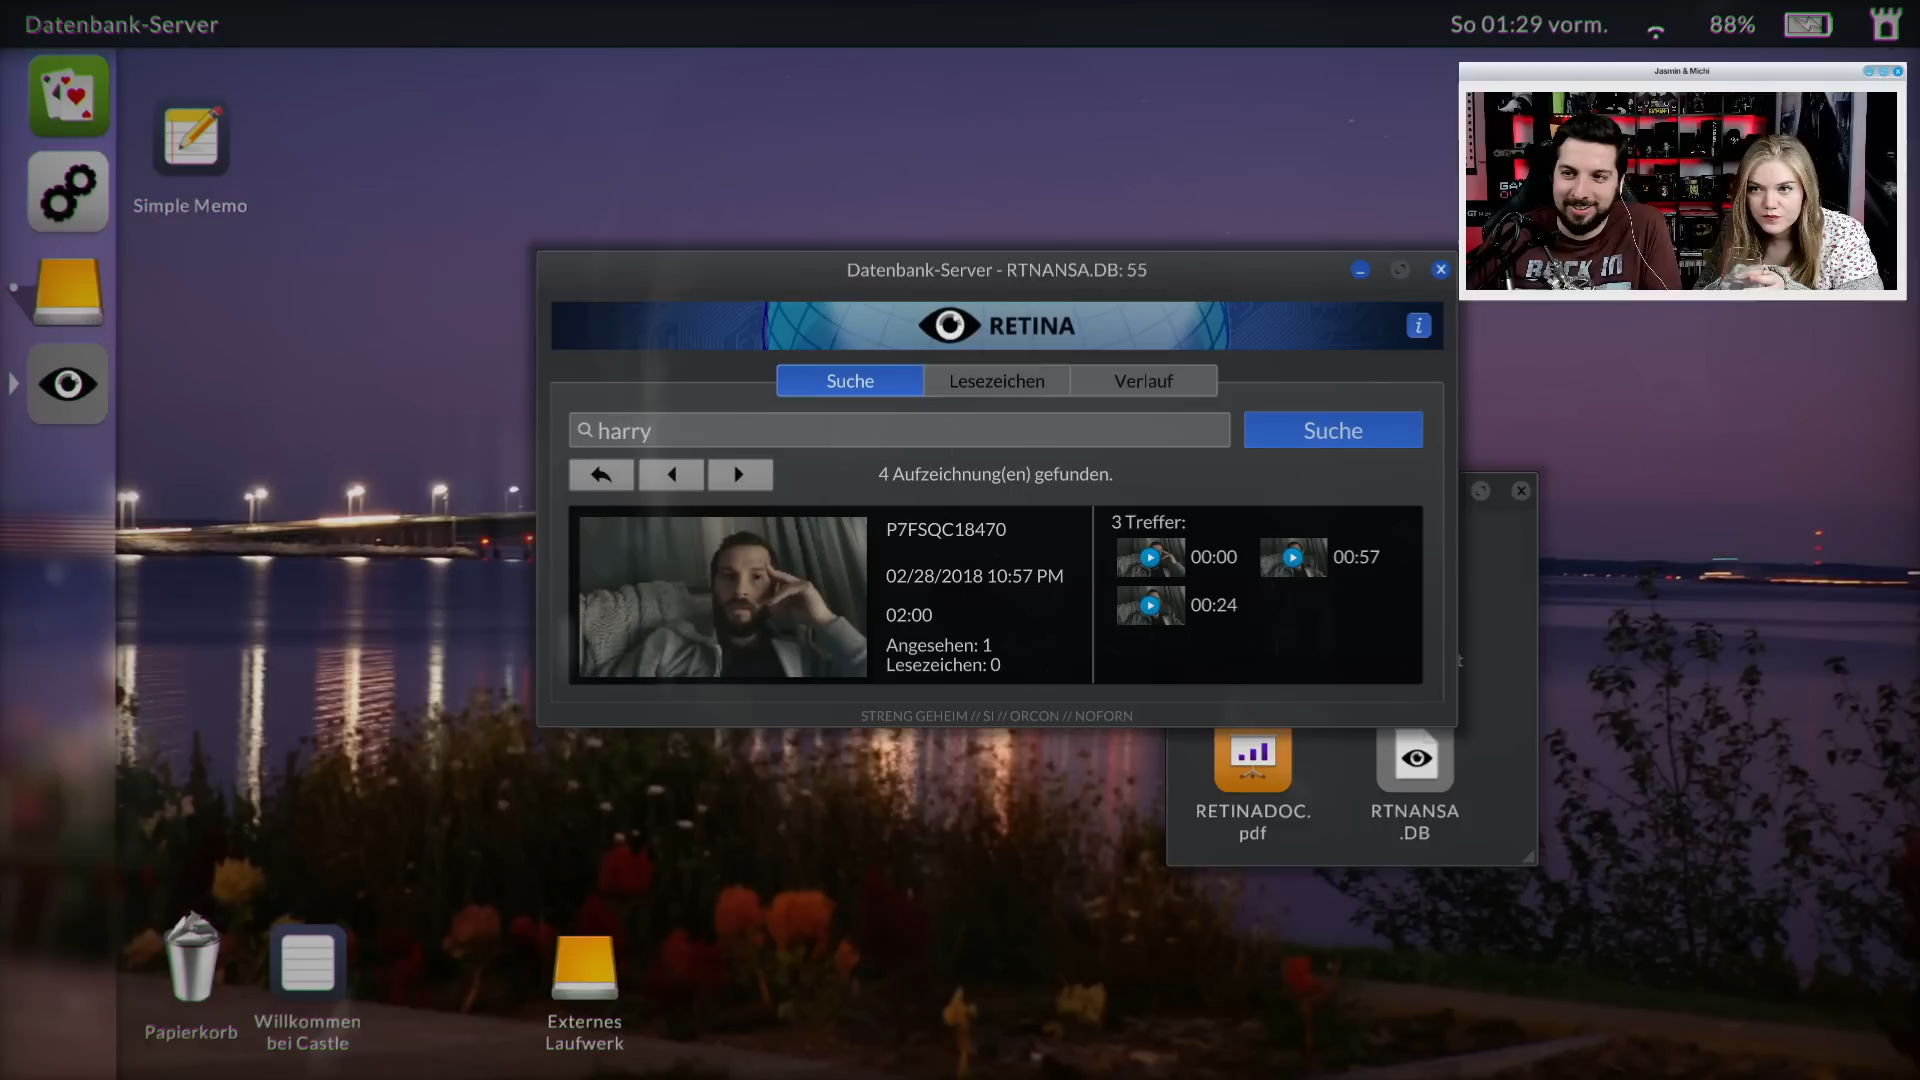 Datenbank-Server
So 01:29 vorm.
88%
Jasmin & Michi
Simple Memo
Datenbank-Server - RTNANSA.DB: 55
RETINA
i
Suche
Lesezeichen
Verlauf
harry
Suche
4 Aufzeichnung(en) gefunden.
P7FSQC18470
02/28/2018 10:57 PM
02:00
Angesehen: 1
Lesezeichen: 0
3 Treffer:
00:00
00:57
00:24
STRENG GEHEIM // SI // ORCON // NOFORN
t
RETINADOC.
pdf
RTNANSA
.DB
Papierkorb
Willkommen
bei Castle
Externes
Laufwerk